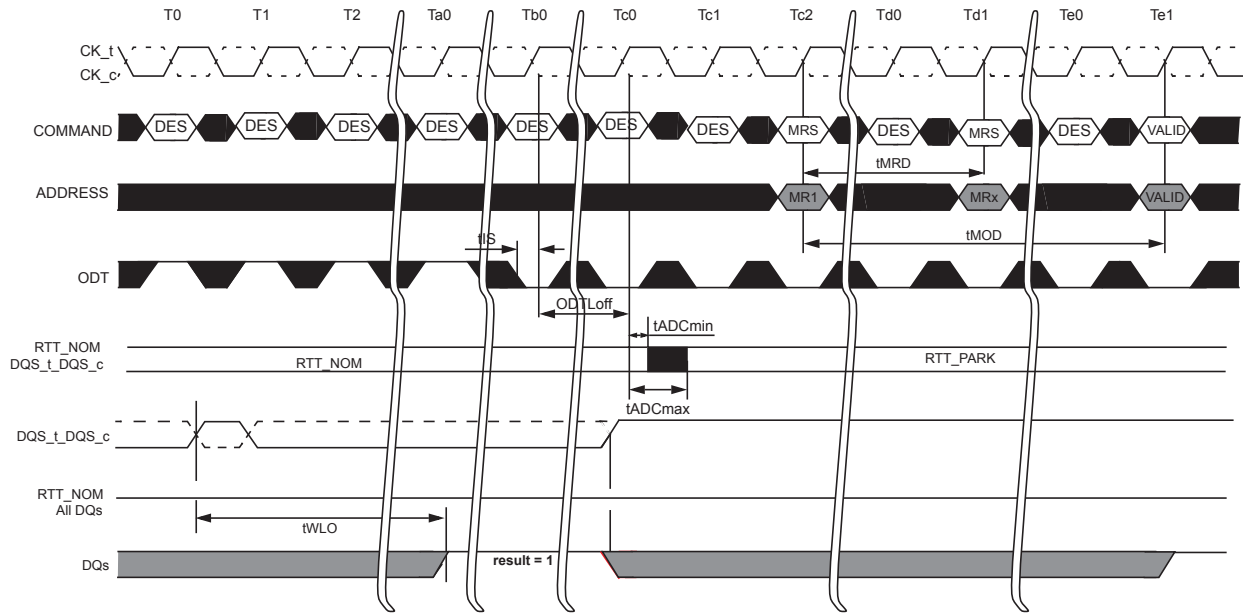 T0 T1 T2 Ta0 Tb0 Tc0 Tc1 Tc2 Td0 Td1 Te0 Te1
CK_t
CK_c
COMMAND DES DES DES DES DES DES DES MRS DES MRS DES VALID
tMRD
ADDRESS MR1 MRx VALID
tIS tMOD
ODT
ODTLoff
tADCmin
RTT_NOM
DQS_t_DQS_c RTT_NOM RTT_PARK
tADCmax
DQS_t_DQS_c
RTT_NOM
All DQs
tWLO
DQs result = 1